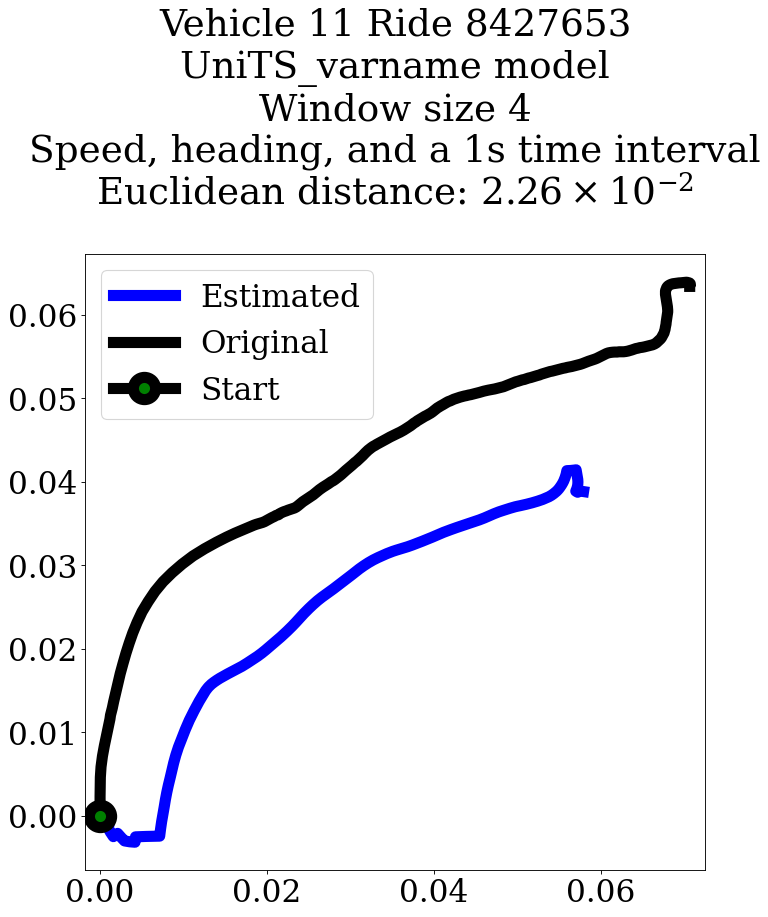 Vehicle 11 Ride 8427653
UniTS_varname model
Window size 4
Speed, heading, and a 1s time interval
Euclidean distance: 2.26 × 10⁻²
Estimated
Original
Start
0.06
0.05
0.04
0.03
0.02
0.01
0.00
0.00 0.02 0.04 0.06